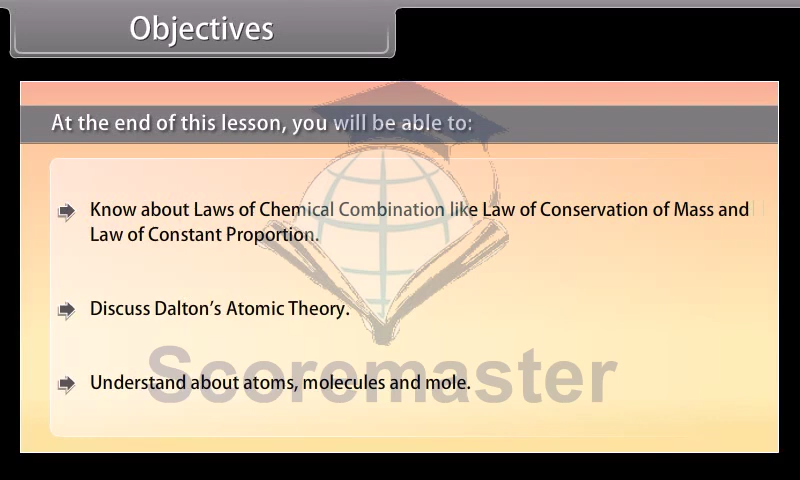 Objectives
At the end of this lesson, you will be able to:
Know about Laws of Chemical Combination like Law of Conservation of Mass and
Law of Constant Proportion.
Discuss Dalton's Atomic Theory.
Understand about atoms, molecules and mole.
Scoremaster